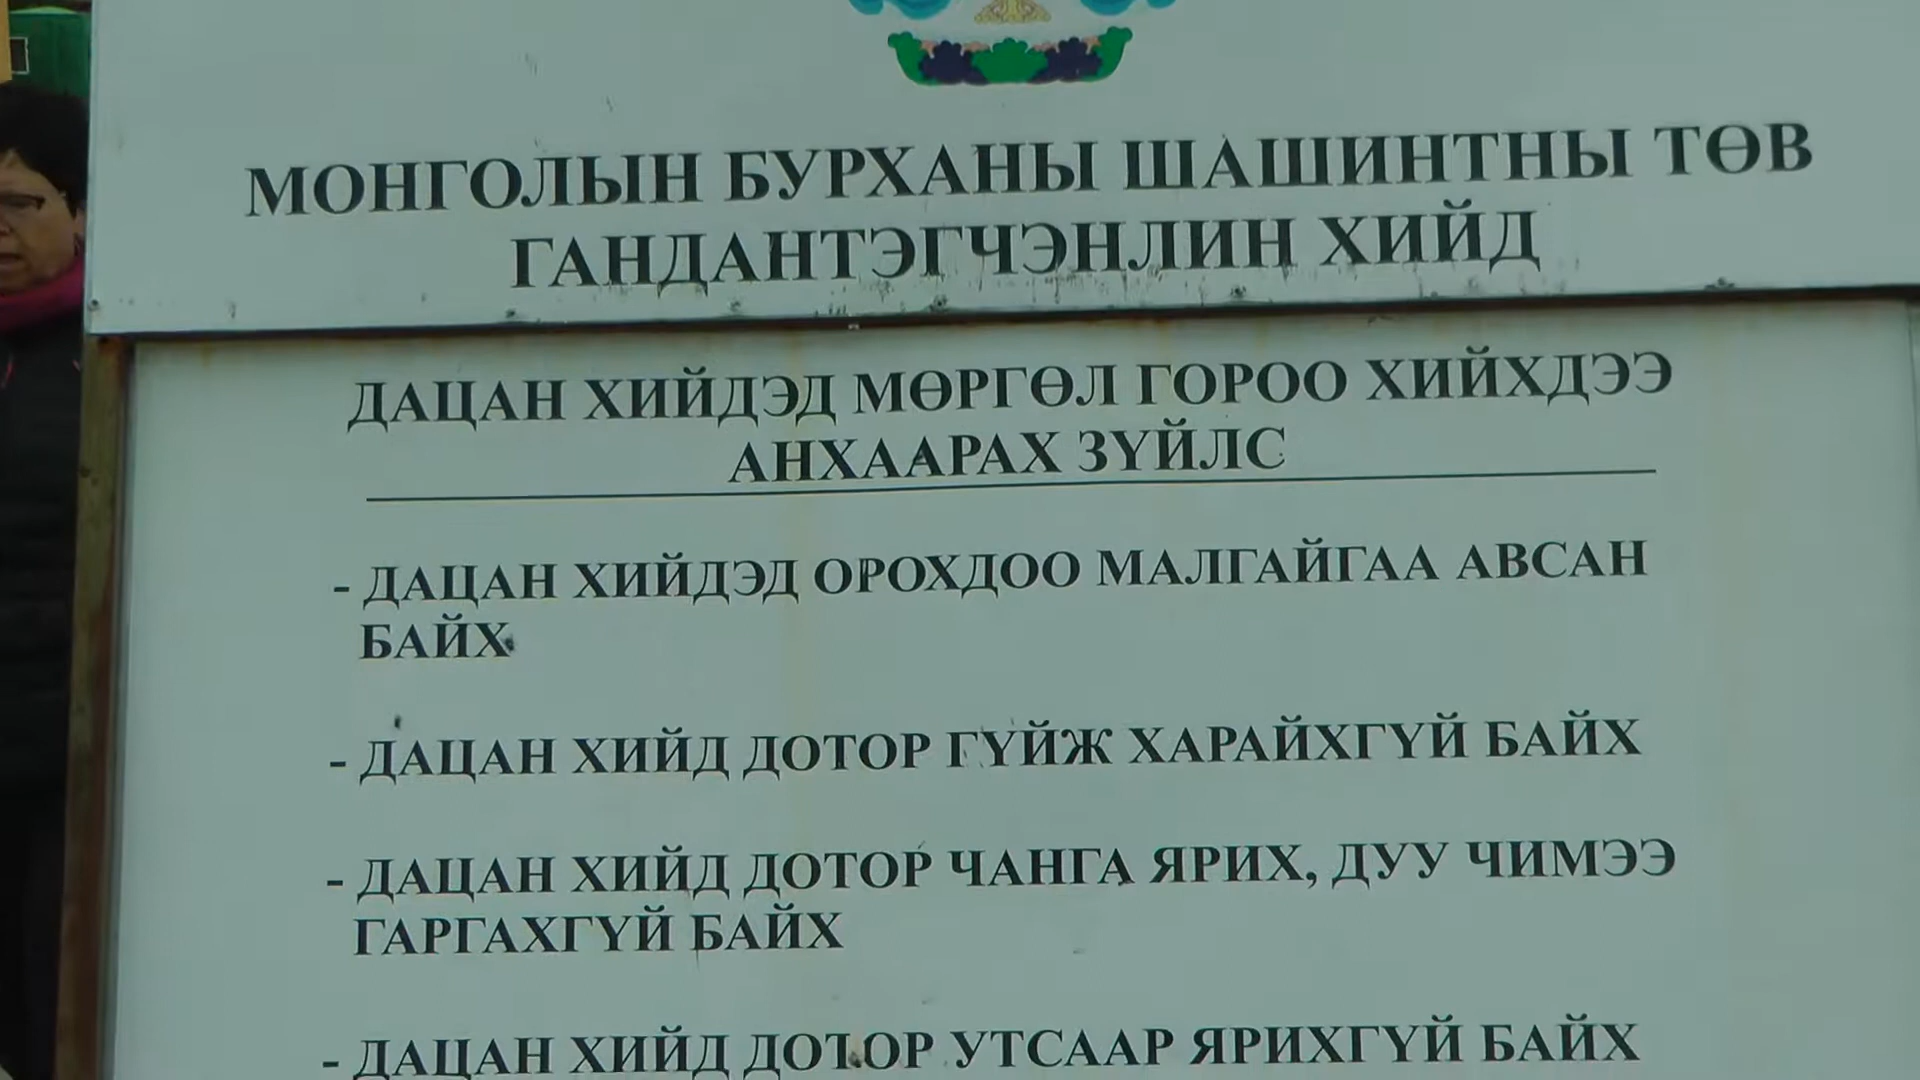 МОНГОЛЫН БУРХАНЫ ШАШИНТНЫ ТӨВ
ГАНДАНТЭГЧЭНЛИН ХИЙД
ДАЦАН ХИЙДЭД МӨРГӨЛ ГОРОО ХИЙХДЭЭ
АНХААРАХ ЗҮЙЛС
- ДАЦАН ХИЙДЭД ОРОХДОО МАЛГАЙГАА АВСАН
БАЙХ
- ДАЦАН ХИЙД ДОТОР ГҮЙЖ ХАРАЙХГҮЙ БАЙХ
- ДАЦАН ХИЙД ДОТОР ЧАНГА ЯРИХ, ДУУ ЧИМЭЭ
ГАРГАХГҮЙ БАЙХ
- ДАЦАН ХИЙД ДОТОР УТСААР ЯРИХГҮЙ БАЙХ